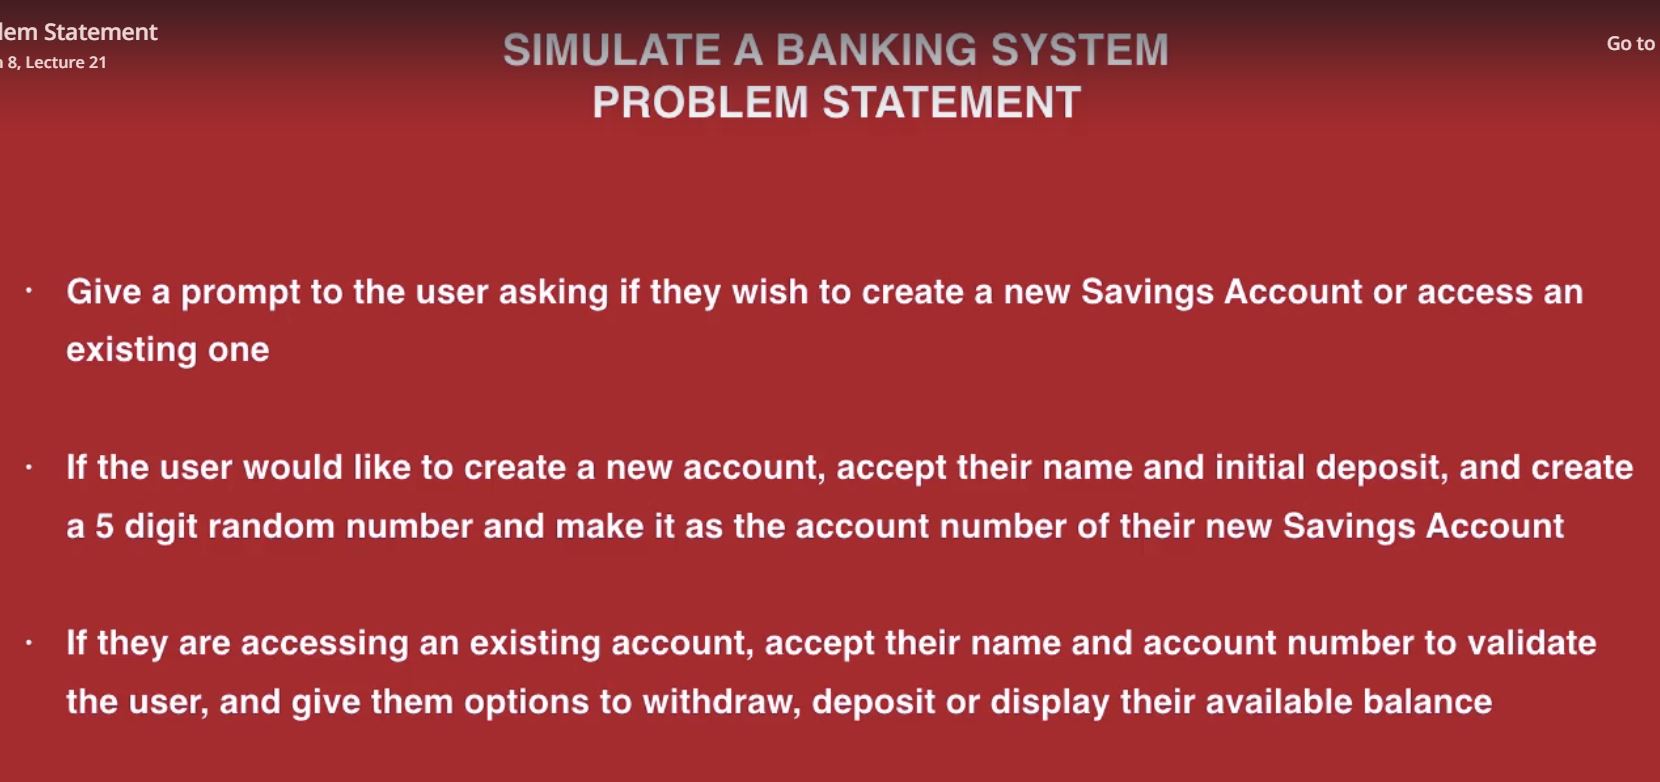 Statement
8, Lecture 21
Go to
SIMULATE A BANKING SYSTEM
PROBLEM STATEMENT
· Give a prompt to the user asking if they wish to create a new Savings Account or access an
existing one
· If the user would like to create a new account, accept their name and initial deposit, and create
a 5 digit random number and make it as the account number of their new Savings Account
· If they are accessing an existing account, accept their name and account number to validate
the user, and give them options to withdraw, deposit or display their available balance